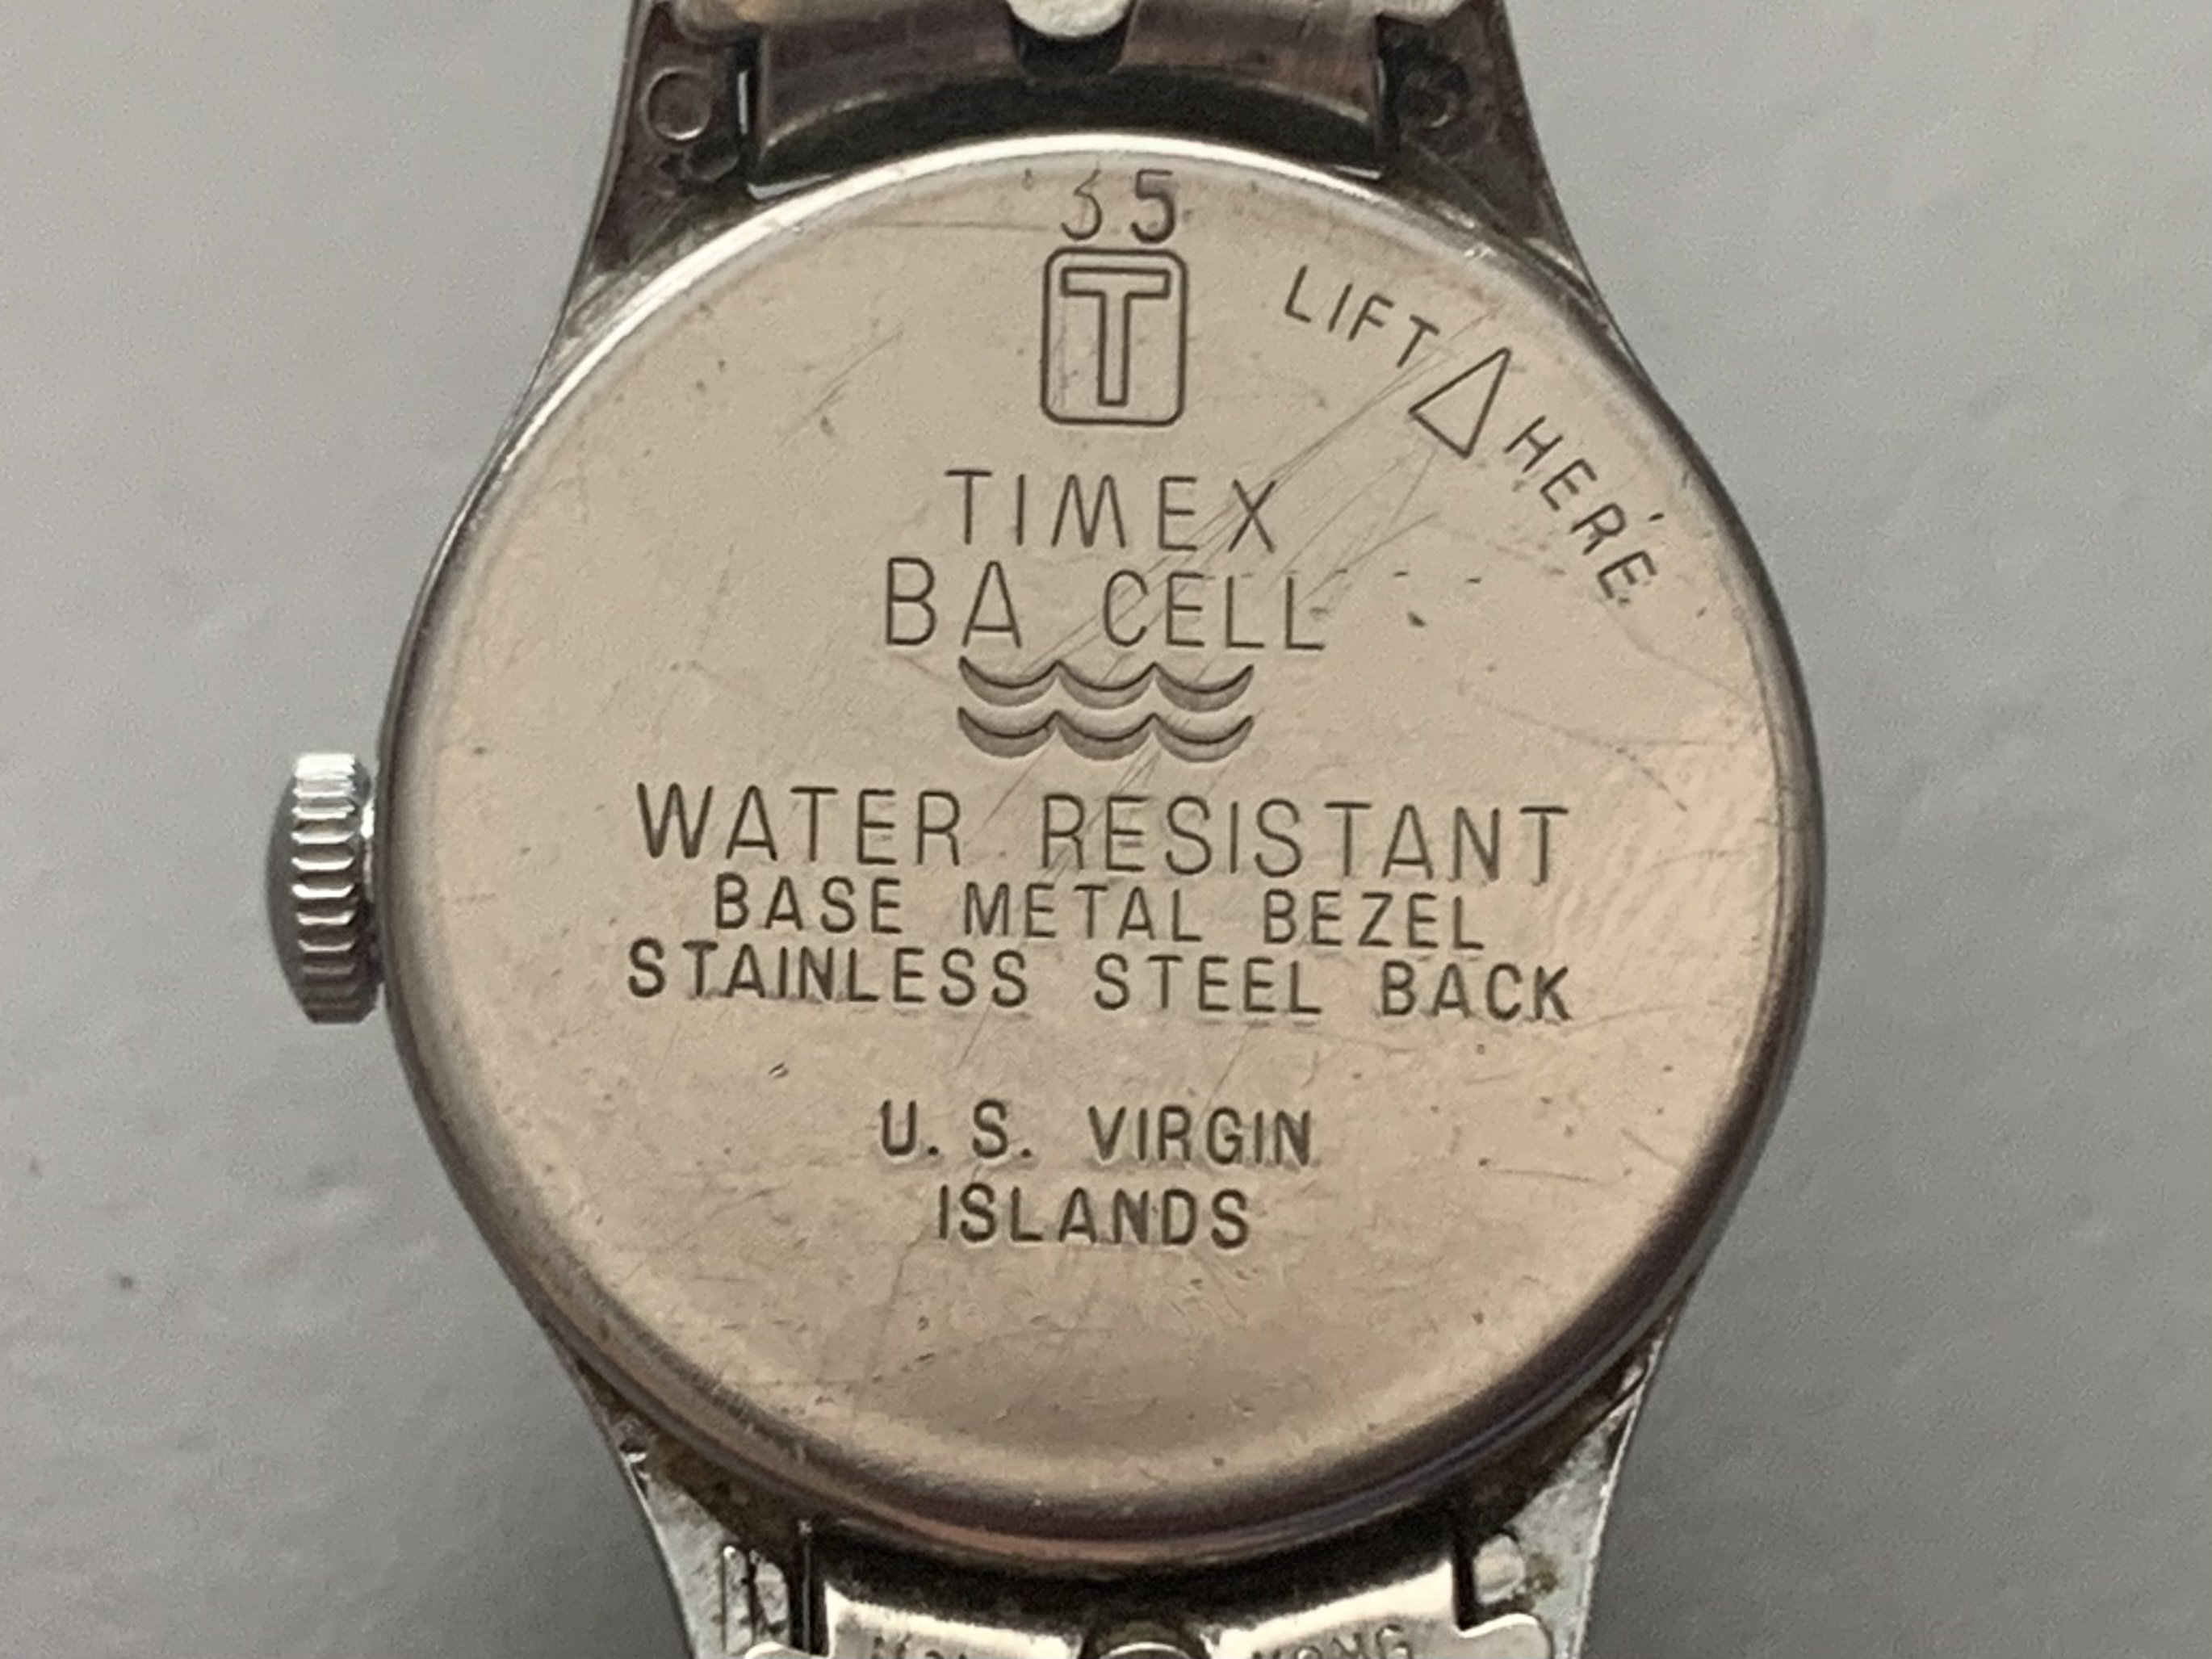 35
T
LIFT HERE
TIMEX
BA CELL
WATER RESISTANT
BASE METAL BEZEL
STAINLESS STEEL BACK
U. S. VIRGIN
ISLANDS